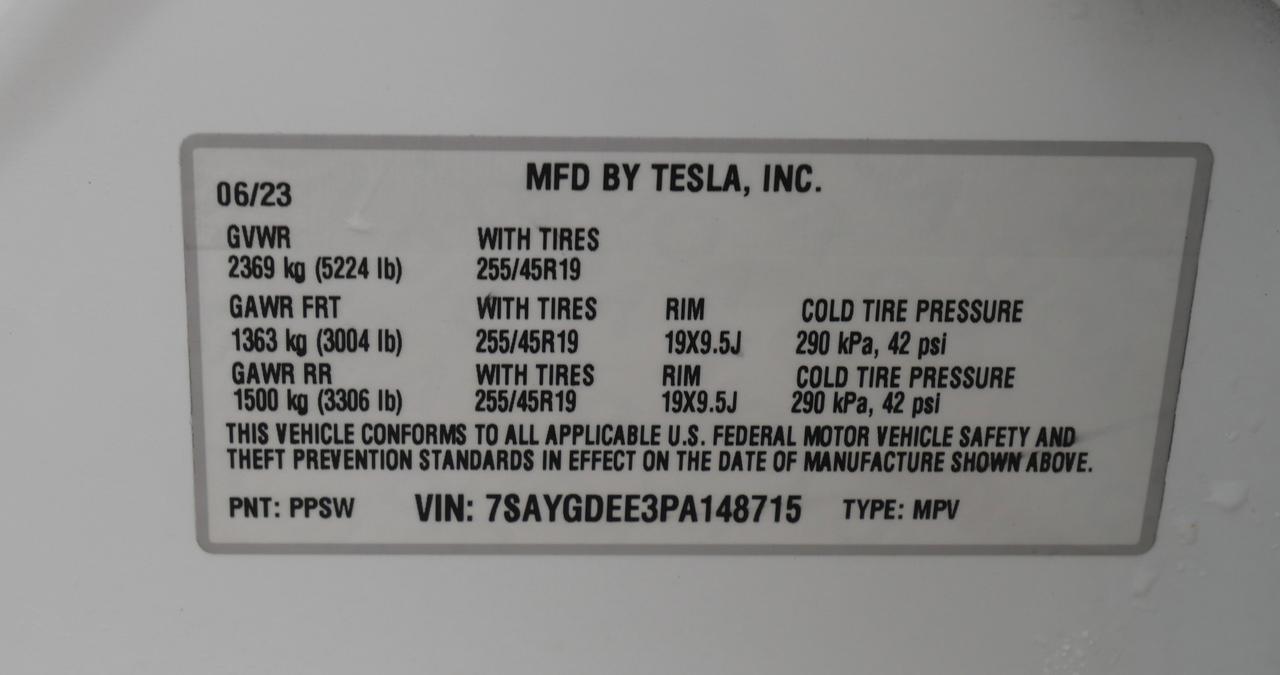 MFD BY TESLA, INC.
06/23
GVWR WITH TIRES
2369 kg (5224 lb) 255/45R19
GAWR FRT WITH TIRES RIM COLD TIRE PRESSURE
1363 kg (3004 lb) 255/45R19 19X9.5J 290 kPa, 42 psi
GAWR RR WITH TIRES RIM COLD TIRE PRESSURE
1500 kg (3306 lb) 255/45R19 19X9.5J 290 kPa, 42 psi
THIS VEHICLE CONFORMS TO ALL APPLICABLE U.S. FEDERAL MOTOR VEHICLE SAFETY AND
THEFT PREVENTION STANDARDS IN EFFECT ON THE DATE OF MANUFACTURE SHOWN ABOVE.
PNT: PPSW VIN: 7SAYGDEE3PA148715 TYPE: MPV